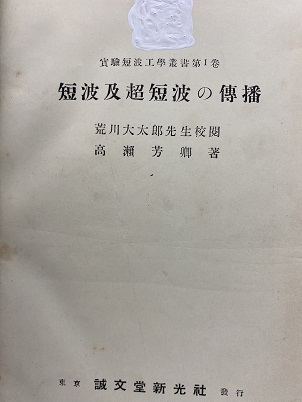 實驗短波工學叢書第1卷
短波及超短波の傳播
荒川大太郎先生校閲
高瀬芳卿著
東京 誠文堂新光社 發行